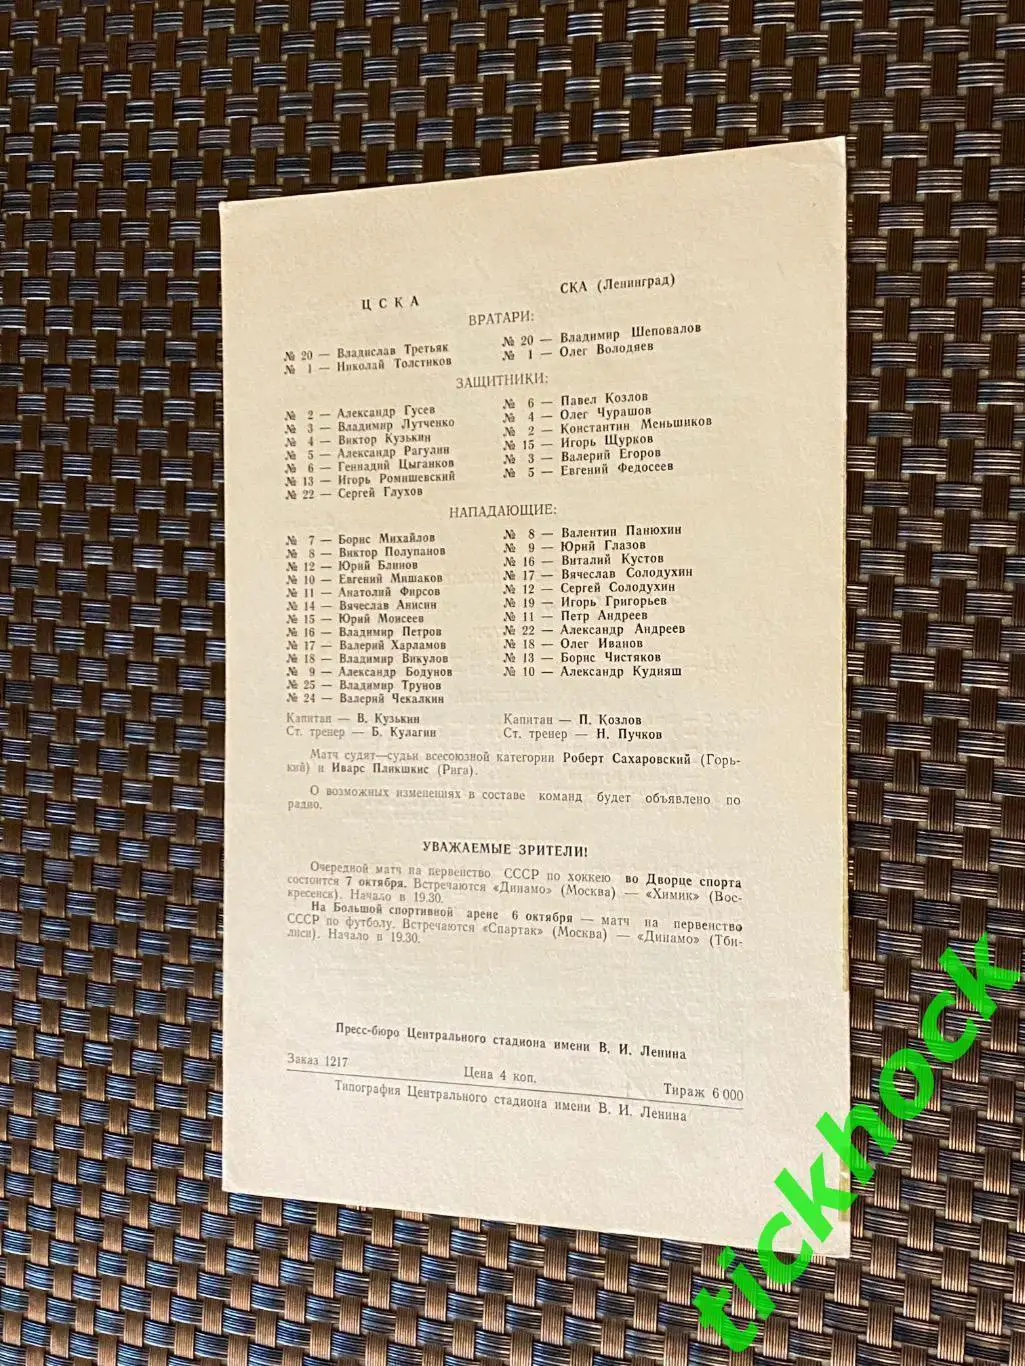 ЦСКА
СКА (Ленинград)
ВРАТАРИ:
№ 20 — Владислав Третьяк
№ 1 — Николай Толстиков
№ 20 — Владимир Шеповалов
№ 1 — Олег Володяев
ЗАЩИТНИКИ:
№ 2 — Александр Гусев
№ 3 — Владимир Лутченко
№ 4 — Виктор Кузькин
№ 5 — Александр Рагулин
№ 6 — Геннадий Цыганков
№ 13 — Игорь Ромишевский
№ 22 — Сергей Глухов
№ 6 — Павел Козлов
№ 4 — Олег Чурашов
№ 2 — Константин Меньшиков
№ 15 — Игорь Щурков
№ 3 — Валерий Егоров
№ 5 — Евгений Федосеев
НАПАДАЮЩИЕ:
№ 7 — Борис Михайлов
№ 8 — Виктор Полупанов
№ 12 — Юрий Блинов
№ 10 — Евгений Мишаков
№ 11 — Анатолий Фирсов
№ 14 — Вячеслав Анисин
№ 15 — Юрий Моисеев
№ 16 — Владимир Петров
№ 17 — Валерий Харламов
№ 18 — Владимир Викулов
№ 9 — Александр Бодунов
№ 25 — Владимир Трунов
№ 24 — Валерий Чекалкин
№ 8 — Валентин Панюхин
№ 9 — Юрий Глазов
№ 16 — Виталий Кустов
№ 17 — Вячеслав Солодухин
№ 12 — Сергей Солодухин
№ 19 — Игорь Григорьев
№ 11 — Петр Андреев
№ 22 — Александр Андреев
№ 18 — Олег Иванов
№ 13 — Борис Чистяков
№ 10 — Александр Кудияш
Капитан — В. Кузькин
Ст. тренер — Б. Кулагин
Капитан — П. Козлов
Ст. тренер — Н. Пучков
Матч судят—судьи всесоюзной категории Роберт Сахаровский (Горь-
кий) и Иварс Пликшкис (Рига).
О возможных изменениях в составе команд будет объявлено по
радио.
УВАЖАЕМЫЕ ЗРИТЕЛИ!
Очередной матч на первенство СССР по хоккею во Дворце спорта
состоится 7 октября. Встречаются «Динамо» (Москва) — «Химик» (Вос-
кресенск). Начало в 19.30.
На Большой спортивной арене 6 октября — матч на первенство
СССР по футболу. Встречаются «Спартак» (Москва) — «Динамо» (Тби-
лиси). Начало в 19.30.
Пресс-бюро Центрального стадиона имени В. И. Ленина
Заказ 1217
Цена 4 коп.
Тираж 6 000
Типография Центрального стадиона имени В. И. Ленина
tickhock